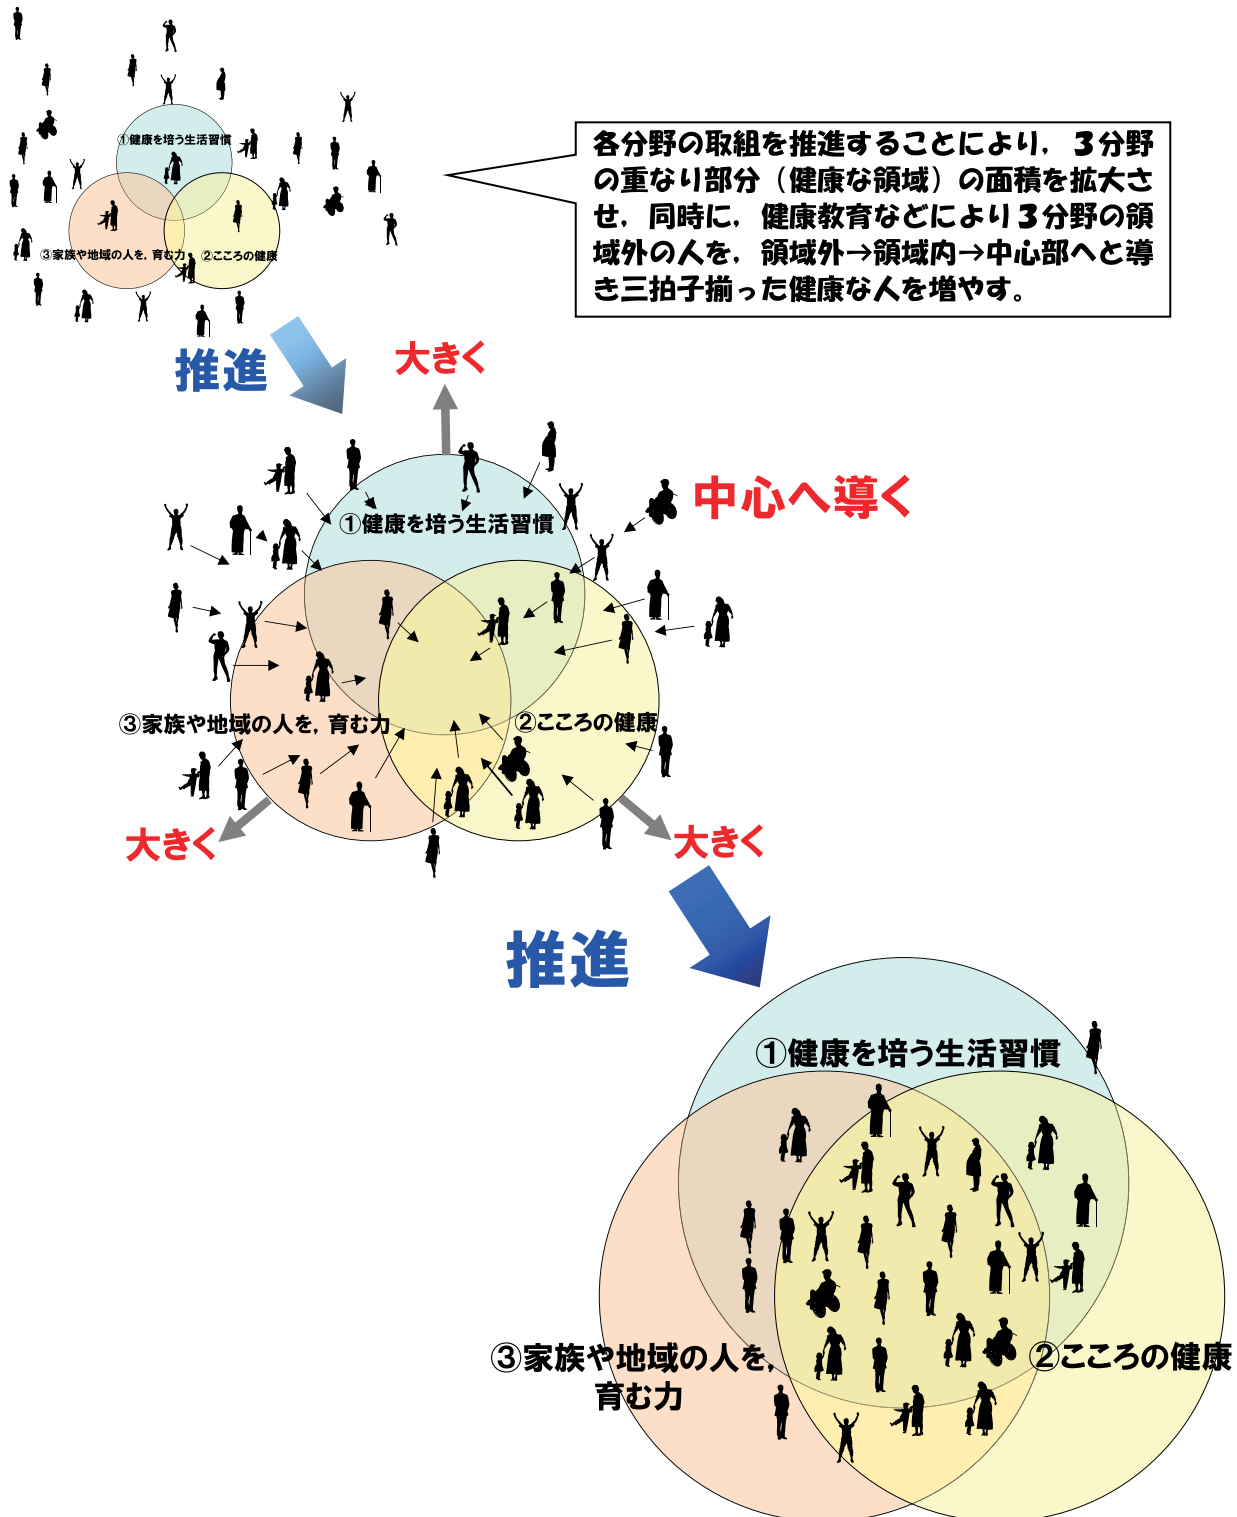 ①健康を培う生活習慣
③家族や地域の人を，育む力
②こころの健康
各分野の取組を推進することにより，３分野
の重なり部分（健康な領域）の面積を拡大さ
せ，同時に，健康教育などにより３分野の領
域外の人を，領域外→領域内→中心部へと導
き三拍子揃った健康な人を増やす。
推進
大きく
中心へ導く
①健康を培う生活習慣
③家族や地域の人を，育む力
②こころの健康
大きく
大きく
推進
①健康を培う生活習慣
③家族や地域の人を，
育む力
②こころの健康